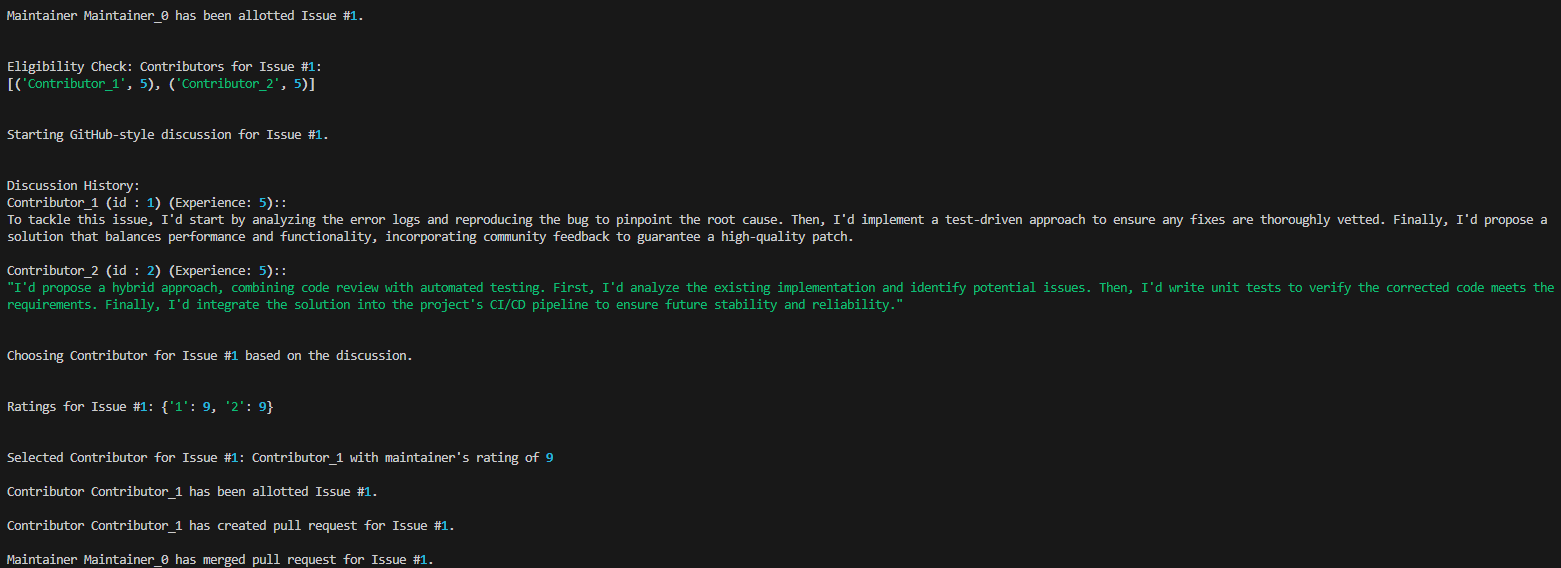 Maintainer Maintainer_0 has been allotted Issue #1.
Eligibility Check: Contributors for Issue #1:
[('Contributor_1', 5), ('Contributor_2', 5)]
Starting GitHub-style discussion for Issue #1.
Discussion History:
Contributor_1 (id : 1) (Experience: 5)::
To tackle this issue, I'd start by analyzing the error logs and reproducing the bug to pinpoint the root cause. Then, I'd implement a test-driven approach to ensure any fixes are thoroughly vetted. Finally, I'd propose a
solution that balances performance and functionality, incorporating community feedback to guarantee a high-quality patch.
Contributor_2 (id : 2) (Experience: 5)::
"I'd propose a hybrid approach, combining code review with automated testing. First, I'd analyze the existing implementation and identify potential issues. Then, I'd write unit tests to verify the corrected code meets the
requirements. Finally, I'd integrate the solution into the project's CI/CD pipeline to ensure future stability and reliability."
Choosing Contributor for Issue #1 based on the discussion.
Ratings for Issue #1: {'1': 9, '2': 9}
Selected Contributor for Issue #1: Contributor_1 with maintainer's rating of 9
Contributor Contributor_1 has been allotted Issue #1.
Contributor Contributor_1 has created pull request for Issue #1.
Maintainer Maintainer_0 has merged pull request for Issue #1.